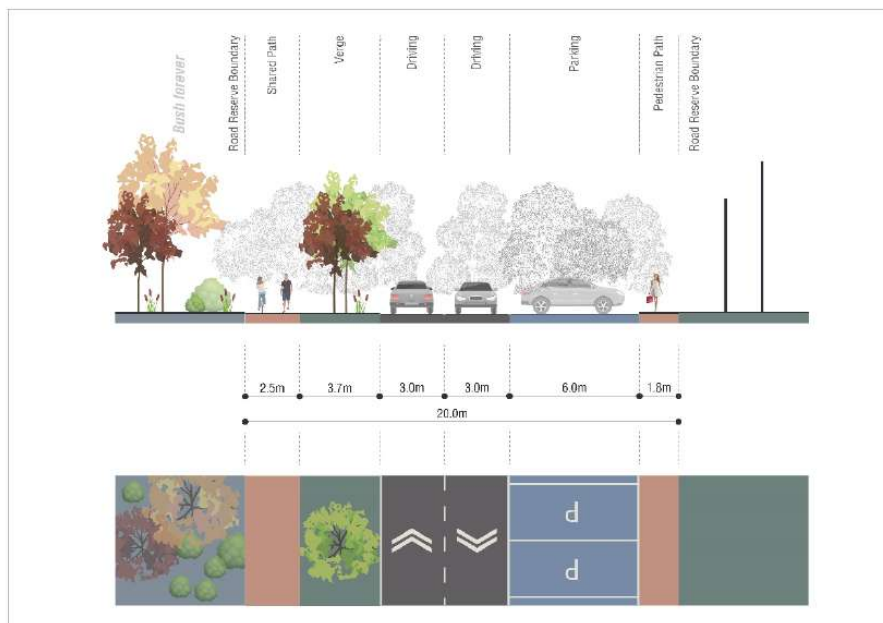 Bush forever
Road Reserve Boundary
Shared Path
Verge
Driving
Driving
Parking
Pedestrian Path
Road Reserve Boundary
2.5m
3.7m
3.0m
3.0m
6.0m
1.8m
20.0m
P
P